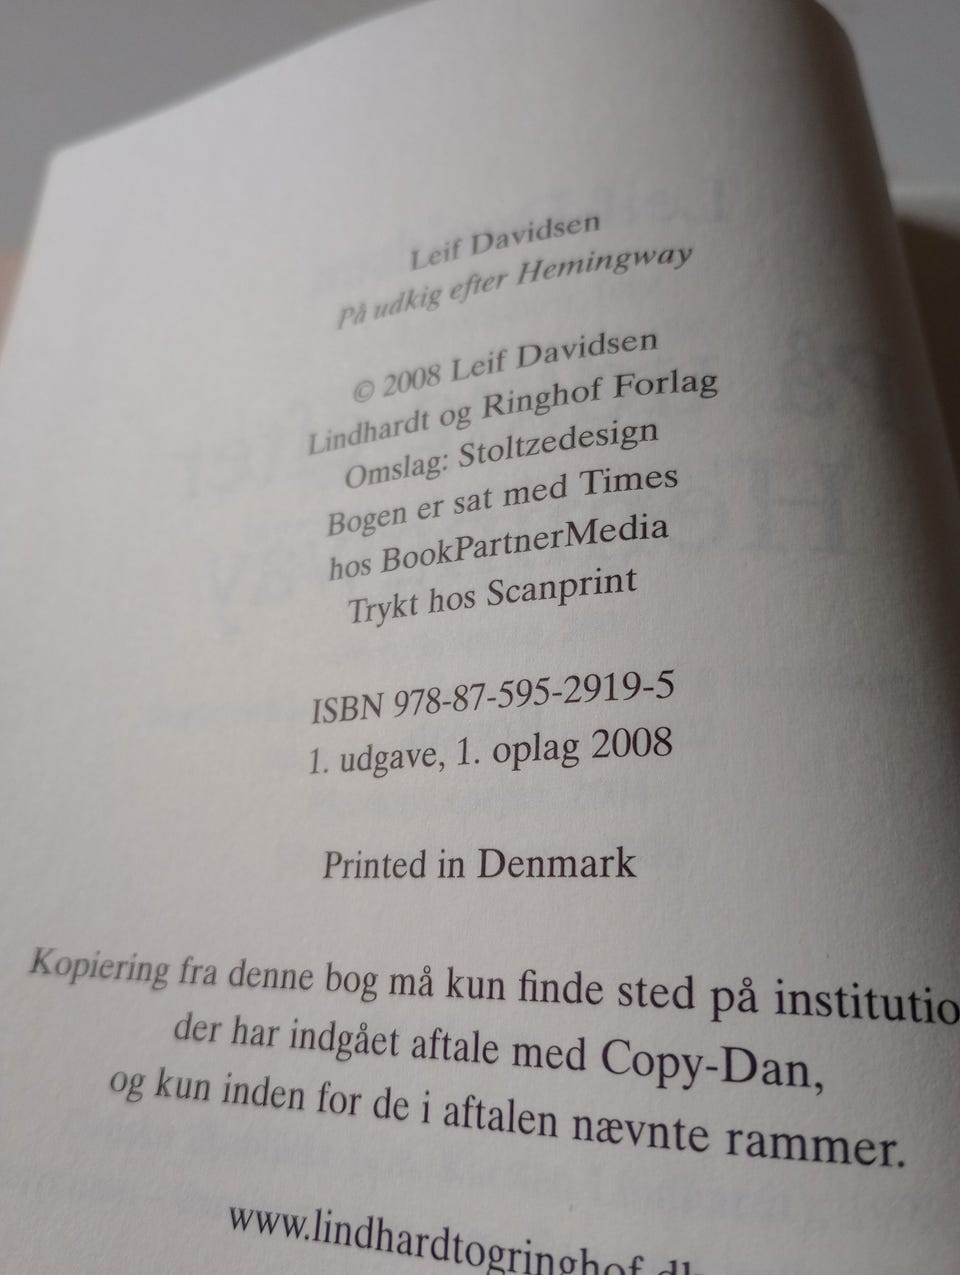 Leif Davidsen
På udkig efter Hemingway
© 2008 Leif Davidsen
Lindhardt og Ringhof Forlag
Omslag: Stoltzedesign
Bogen er sat med Times
hos BookPartnerMedia
Trykt hos Scanprint
ISBN 978-87-595-2919-5
1. udgave, 1. oplag 2008
Printed in Denmark
Kopiering fra denne bog må kun finde sted på institutio
der har indgået aftale med Copy-Dan,
og kun inden for de i aftalen nævnte rammer.
www.lindhardtogringhof.dk